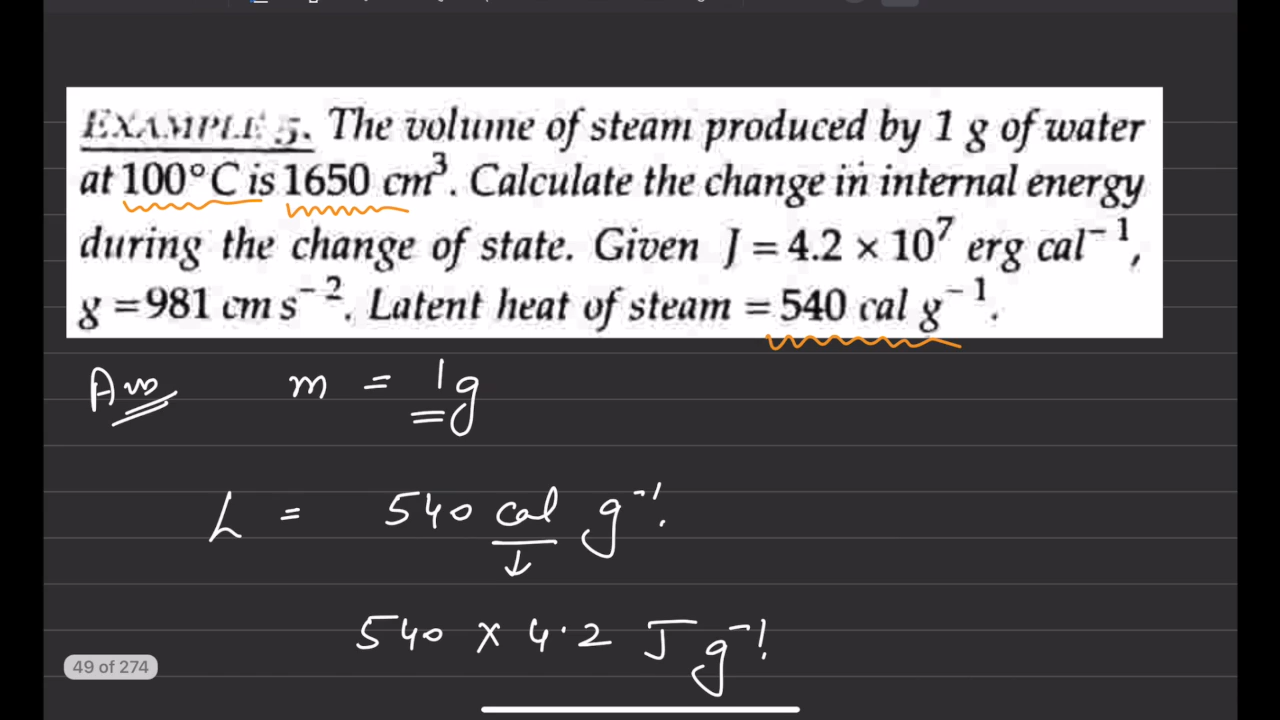 EXAMPLE 5. The volume of steam produced by 1 g of water
at 100°C is 1650 cm³. Calculate the change in internal energy
during the change of state. Given J = 4.2 × 10⁷ erg cal⁻¹,
g = 981 cm s⁻². Latent heat of steam = 540 cal g⁻¹.
Ans m = 1g
L = 540 cal g⁻¹.
540 × 4.2 J g⁻¹.
49 of 274